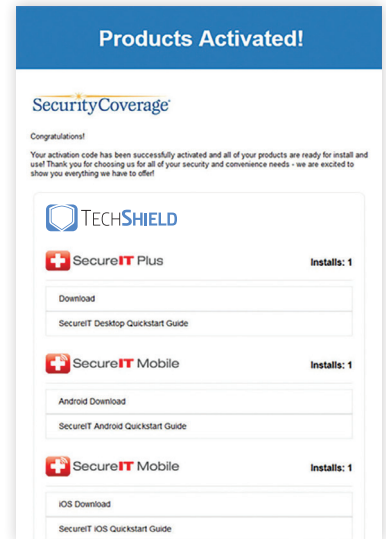 Products Activated!
SecurityCoverage
Congratulations!
Your activation code has been successfully activated and all of your products are ready for install and
use! Thank you for choosing us for all of your security and convenience needs - we are excited to
show you everything we have to offer!
TECHSHIELD
SecureIT Plus Installs: 1
Download
SecureIT Desktop Quickstart Guide
SecureIT Mobile Installs: 1
Android Download
SecureIT Android Quickstart Guide
SecureIT Mobile Installs: 1
iOS Download
SecureIT iOS Quickstart Guide